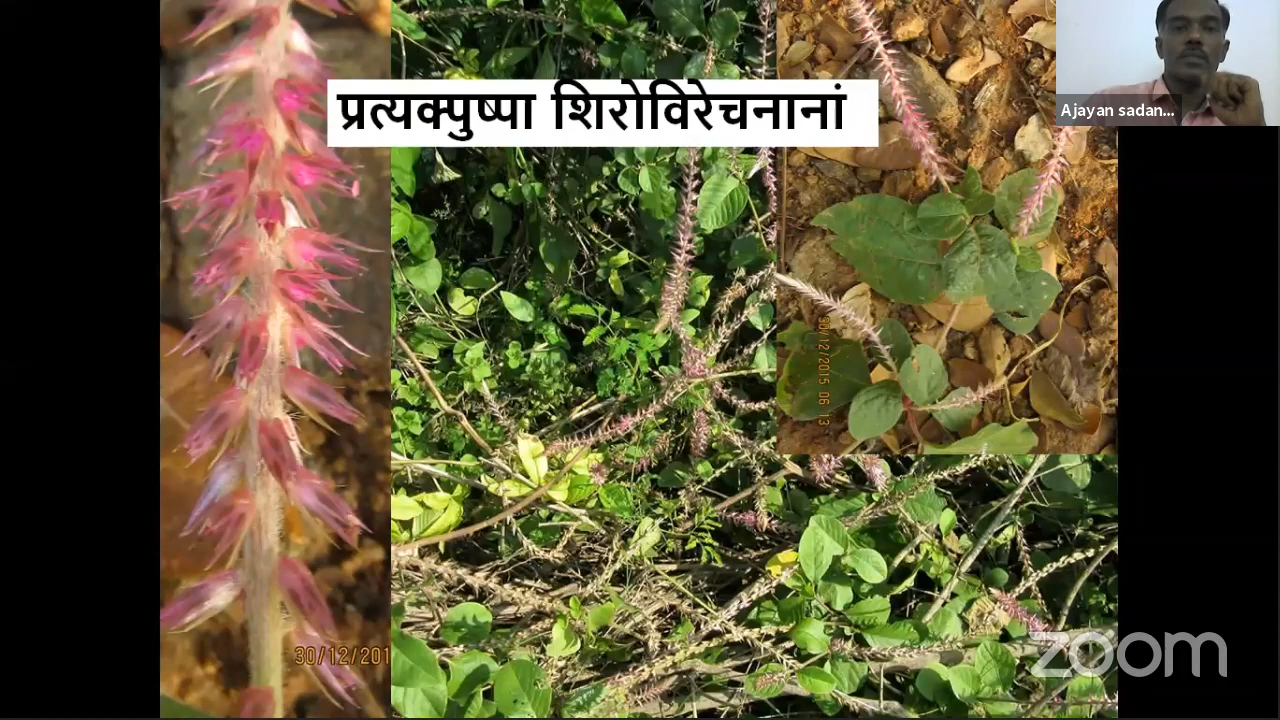 प्रत्यक्पुष्पा शिरोविरेचनानां
Ajayan sadan...
30/12/2015 06 13
30/12/201
zoom